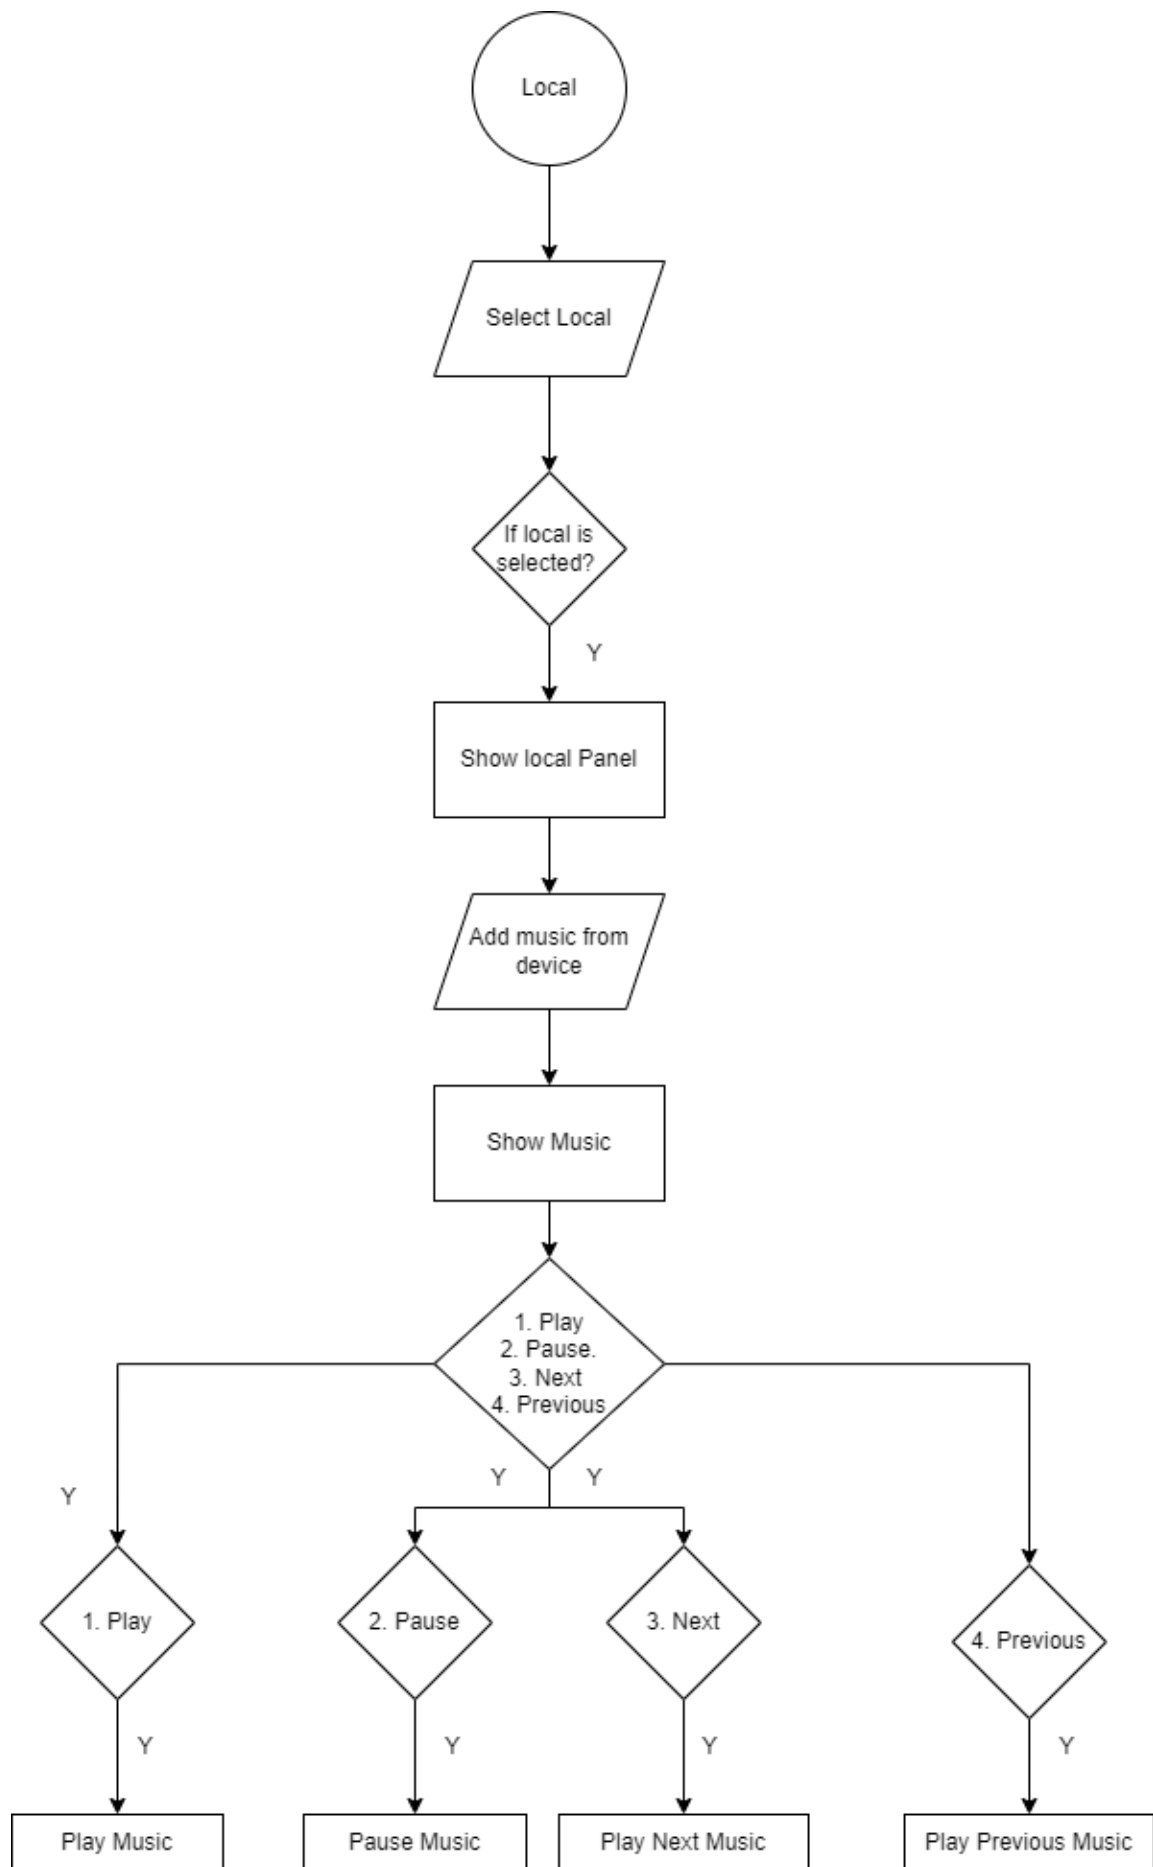 Local
Select Local
If local is
selected?
Y
Show local Panel
Add music from
device
Show Music
1. Play
2. Pause.
3. Next
4. Previous
Y
Y
Y
1. Play
2. Pause
3. Next
4. Previous
Y
Y
Y
Y
Play Music
Pause Music
Play Next Music
Play Previous Music